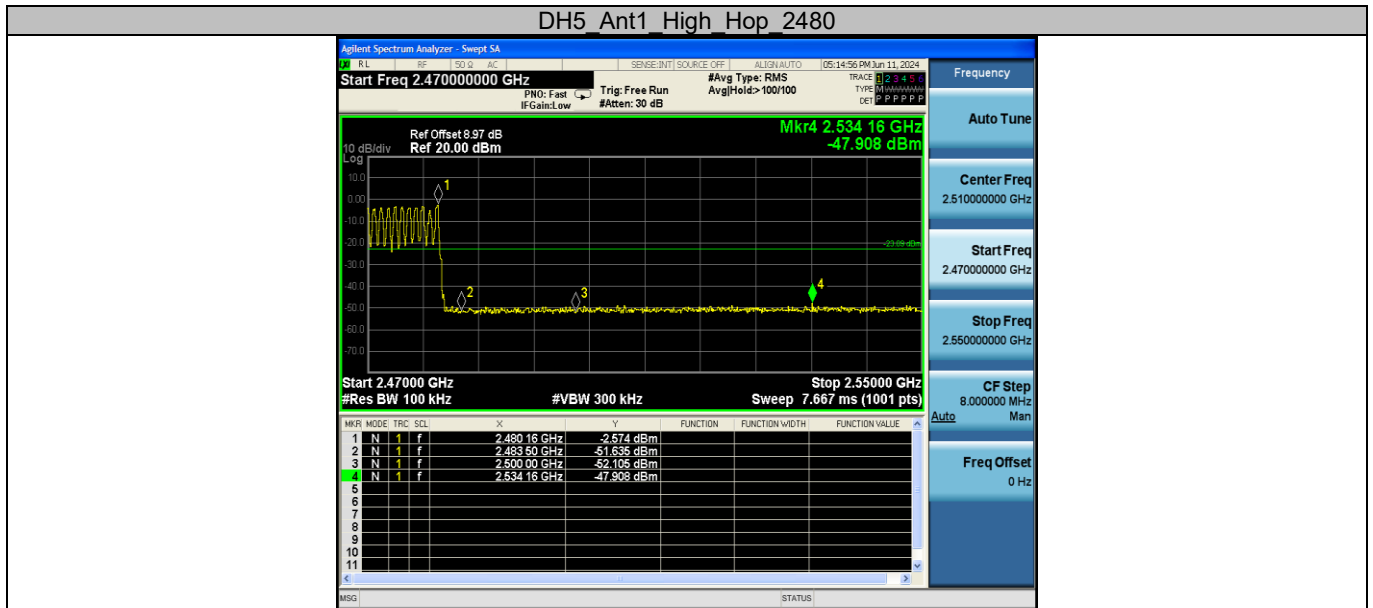 DH5_Ant1_High_Hop_2480
Agilent Spectrum Analyzer - Swept SA
RL RF 50 Ω AC SENSE:INT SOURCE OFF ALIGN AUTO 05:14:56 PM Jun 11, 2024
Start Freq 2.470000000 GHz
PNO: Fast
IFGain:Low
Trig: Free Run
#Atten: 30 dB
#Avg Type: RMS
Avg|Hold:> 100/100
TRACE 1 2 3 4 5 6
TYPE M
DET P P P P P P
Frequency
Mkr4 2.534 16 GHz
-47.908 dBm
Ref Offset 8.97 dB
10 dB/div Ref 20.00 dBm
Log
10.0
0.00
-10.0
-20.0
-30.0
-40.0
-50.0
-60.0
-70.0
1
2
3
4
-23.09 dBm
Start 2.47000 GHz Stop 2.55000 GHz
#Res BW 100 kHz #VBW 300 kHz Sweep 7.667 ms (1001 pts)
MKR MODE TRC SCL X Y FUNCTION FUNCTION WIDTH FUNCTION VALUE
1 N 1 f 2.480 16 GHz -2.574 dBm
2 N 1 f 2.483 50 GHz -51.635 dBm
3 N 1 f 2.500 00 GHz -52.105 dBm
4 N 1 f 2.534 16 GHz -47.908 dBm
5
6
7
8
9
10
11
Auto Tune
Center Freq
2.510000000 GHz
Start Freq
2.470000000 GHz
Stop Freq
2.550000000 GHz
CF Step
8.000000 MHz
Auto Man
Freq Offset
0 Hz
MSG STATUS